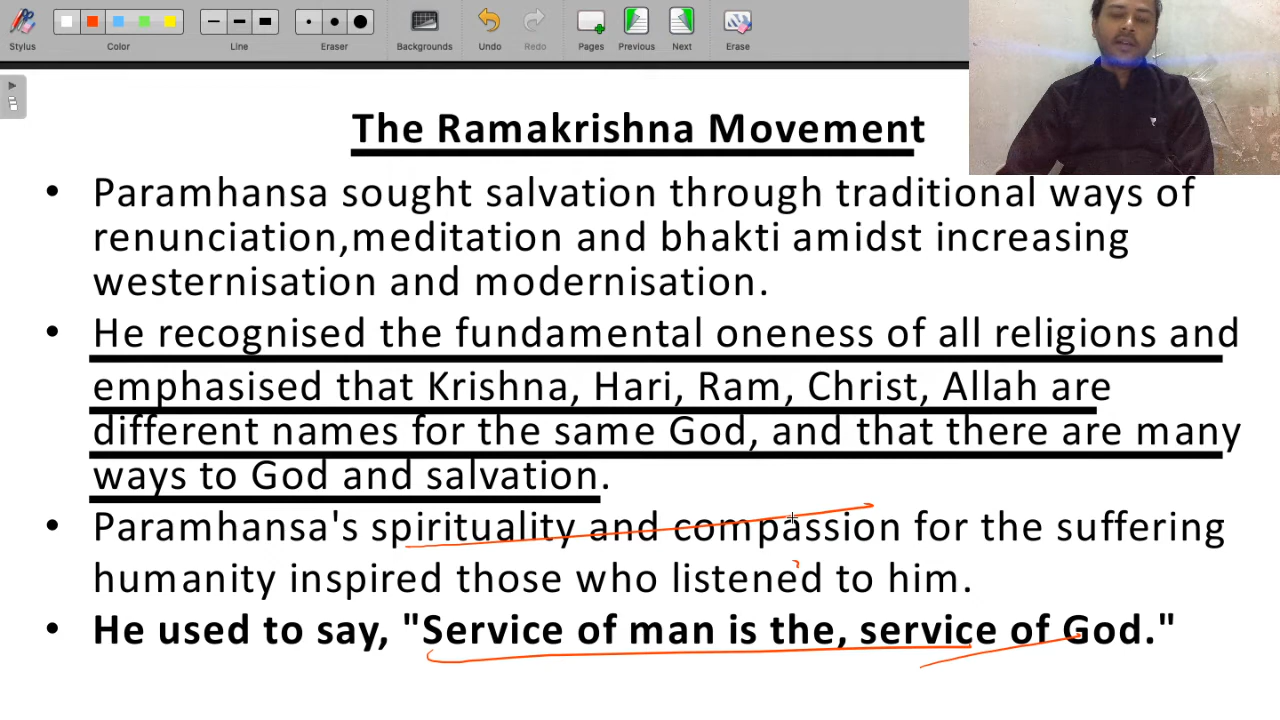 Stylus
Color
Line
Eraser
Backgrounds
Undo
Redo
Pages
Previous
Next
Erase
The Ramakrishna Movement
• Paramhansa sought salvation through traditional ways of
renunciation,meditation and bhakti amidst increasing
westernisation and modernisation.
• He recognised the fundamental oneness of all religions and
emphasised that Krishna, Hari, Ram, Christ, Allah are
different names for the same God, and that there are many
ways to God and salvation.
• Paramhansa's spirituality and compassion for the suffering
humanity inspired those who listened to him.
• He used to say, "Service of man is the, service of God."